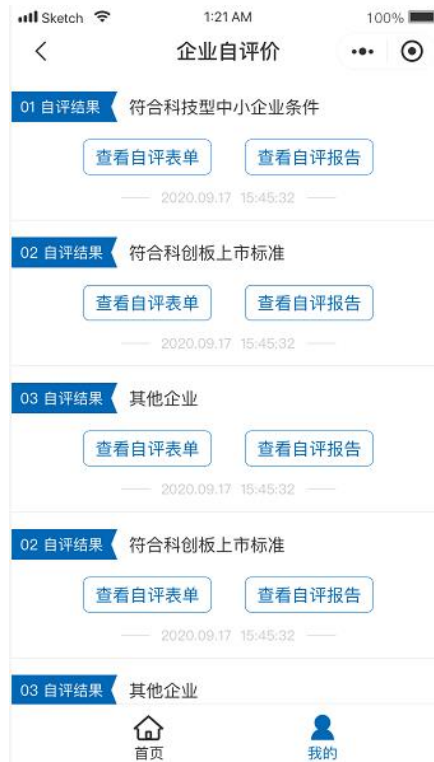 Sketch 1:21 AM 100%
企业自评价
01 自评结果 符合科技型中小企业条件
查看自评表单 查看自评报告
2020.09.17 15:45:32
02 自评结果 符合科创板上市标准
查看自评表单 查看自评报告
2020.09.17 15:45:32
03 自评结果 其他企业
查看自评表单 查看自评报告
2020.09.17 15:45:32
02 自评结果 符合科创板上市标准
查看自评表单 查看自评报告
2020.09.17 15:45:32
03 自评结果 其他企业
首页 我的